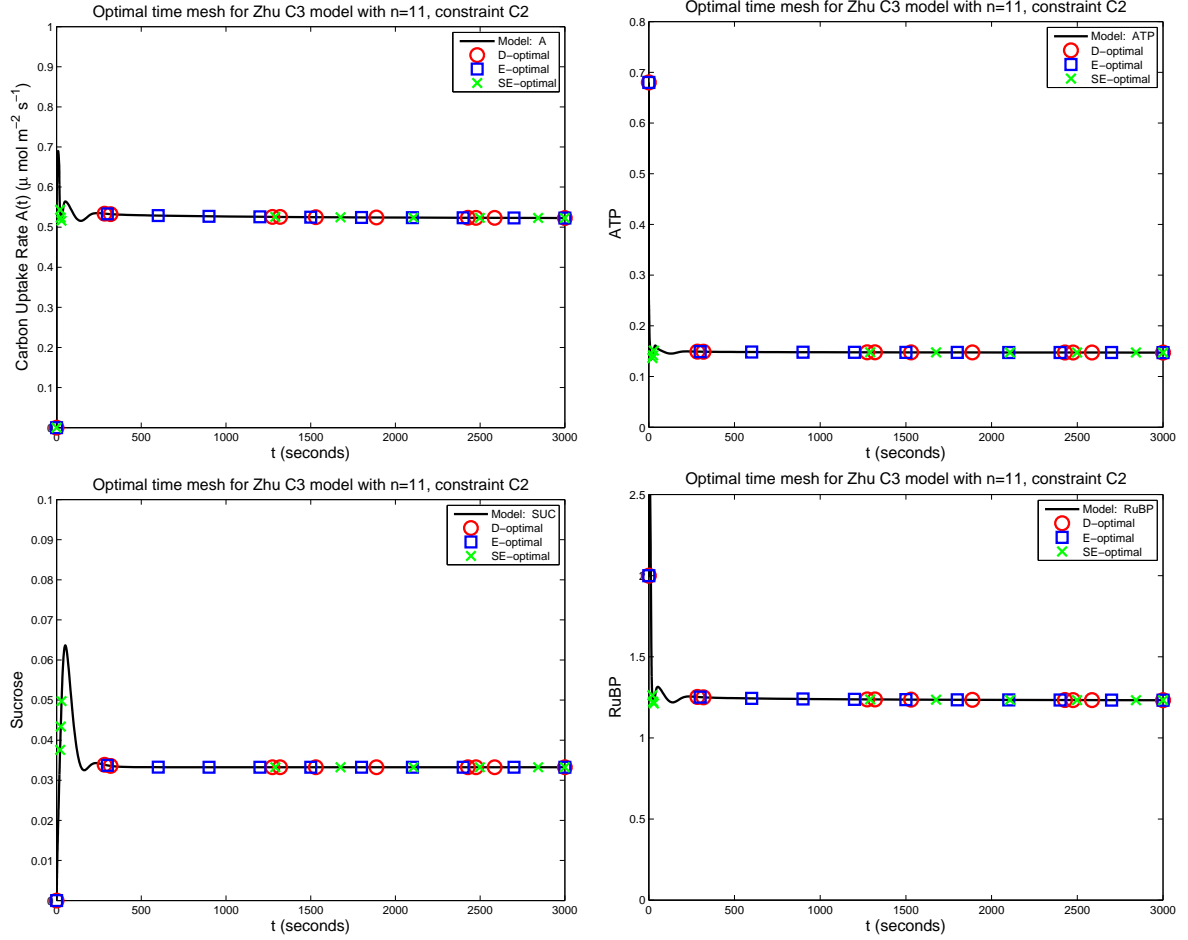 Optimal time mesh for Zhu C3 model with n=11, constraint C2
Carbon Uptake Rate A(t) (μ mol m−2 s−1)
1
0.9
0.8
0.7
0.6
0.5
0.4
0.3
0.2
0.1
0
Model: A
D−optimal
E−optimal
SE−optimal
0 500 1000 1500 2000 2500 3000
t (seconds)
Optimal time mesh for Zhu C3 model with n=11, constraint C2
ATP
0.8
0.7
0.6
0.5
0.4
0.3
0.2
0.1
0
Model: ATP
D−optimal
E−optimal
SE−optimal
0 500 1000 1500 2000 2500 3000
t (seconds)
Optimal time mesh for Zhu C3 model with n=11, constraint C2
Sucrose
0.1
0.09
0.08
0.07
0.06
0.05
0.04
0.03
0.02
0.01
0
Model: SUC
D−optimal
E−optimal
SE−optimal
0 500 1000 1500 2000 2500 3000
t (seconds)
Optimal time mesh for Zhu C3 model with n=11, constraint C2
RuBP
2.5
2
1.5
1
0.5
0
Model: RuBP
D−optimal
E−optimal
SE−optimal
0 500 1000 1500 2000 2500 3000
t (seconds)